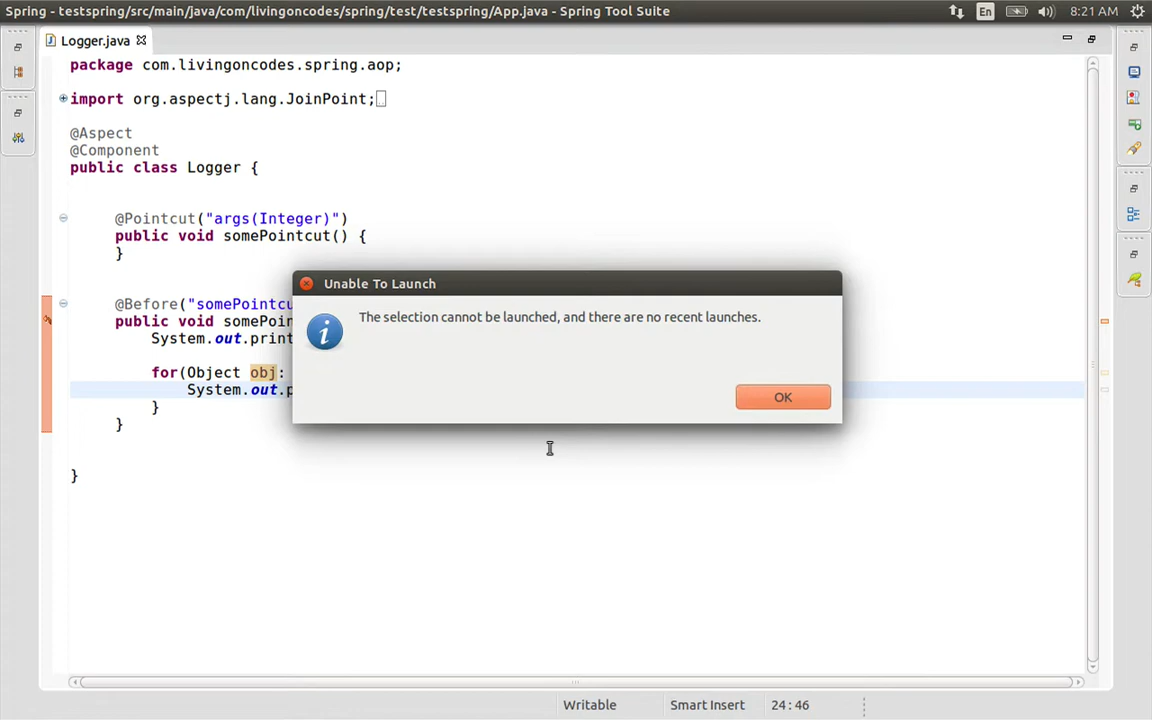 Spring - testspring/src/main/java/com/livingoncodes/spring/test/testspring/App.java - Spring Tool Suite
En
8:21 AM
Logger.java
package com.livingoncodes.spring.aop;
import org.aspectj.lang.JoinPoint;
@Aspect
@Component
public class Logger {
@Pointcut("args(Integer)")
public void somePointcut() {
}
@Before("somePointcu
public void somePoin
System.out.print
for(Object obj:
System.out.p
}
}
}
Unable To Launch
The selection cannot be launched, and there are no recent launches.
OK
Writable
Smart Insert
24 : 46